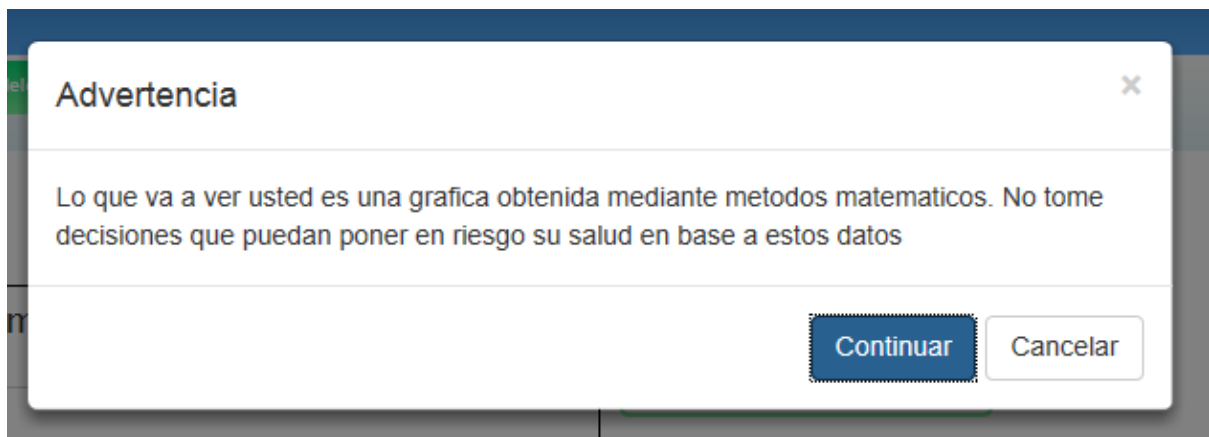 Advertencia
×
Lo que va a ver usted es una grafica obtenida mediante metodos matematicos. No tome
decisiones que puedan poner en riesgo su salud en base a estos datos
Continuar
Cancelar